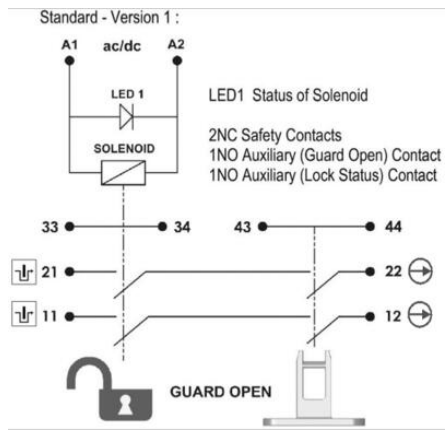 Standard - Version 1 :
A1 ac/dc A2
LED 1
LED1 Status of Solenoid
2NC Safety Contacts
SOLENOID
1NO Auxiliary (Guard Open) Contact
1NO Auxiliary (Lock Status) Contact
33 34 43 44
21 22
11 12
GUARD OPEN